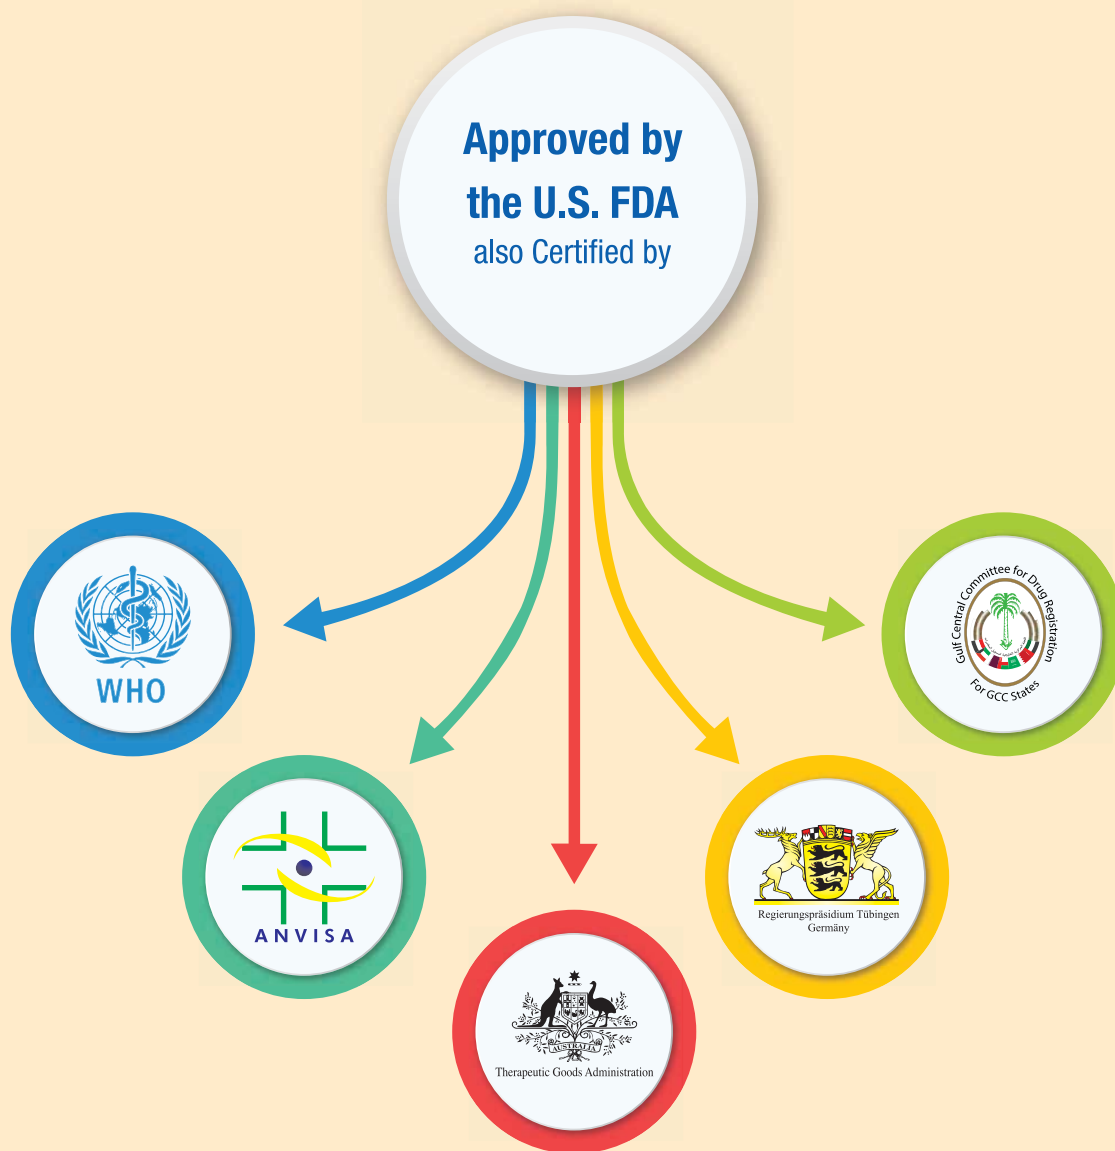 Approved by
the U.S. FDA
also Certified by
WHO
Gulf Central Committee for Drug Registration
For GCC States
ANVISA
Regierungspräsidium Tübingen
Germäny
AUSTRALIA
Therapeutic Goods Administration